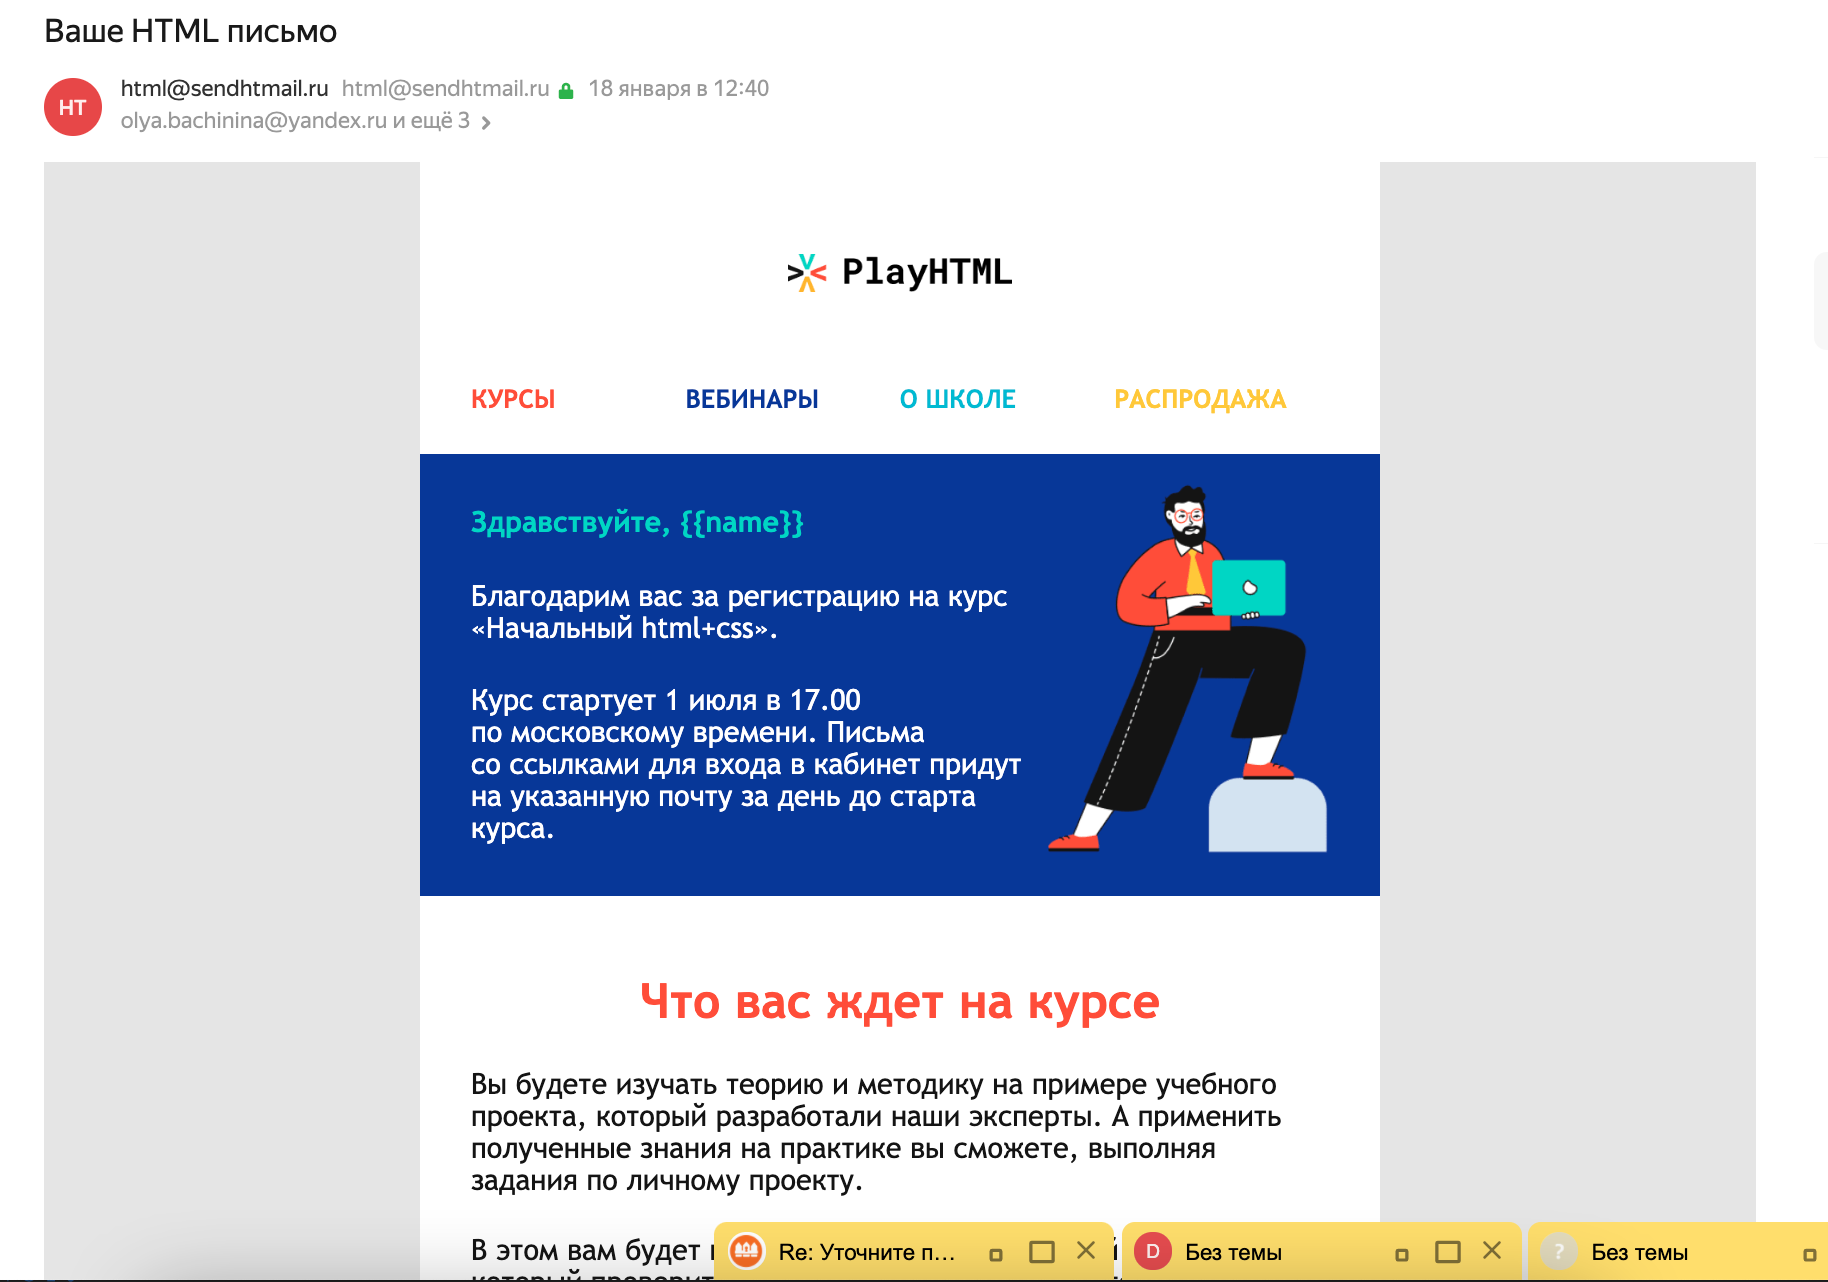 Ваше HTML письмо
НТ
html@sendhtmail.ru html@sendhtmail.ru 18 января в 12:40
olya.bachinina@yandex.ru и ещё 3
PlayHTML
КУРСЫ ВЕБИНАРЫ О ШКОЛЕ РАСПРОДАЖА
Здравствуйте, {{name}}
Благодарим вас за регистрацию на курс
«Начальный html+css».
Курс стартует 1 июля в 17.00
по московскому времени. Письма
со ссылками для входа в кабинет придут
на указанную почту за день до старта
курса.
Что вас ждет на курсе
Вы будете изучать теорию и методику на примере учебного
проекта, который разработали наши эксперты. А применить
полученные знания на практике вы сможете, выполняя
задания по личному проекту.
В этом вам будет
Re: Уточните п... D Без темы ? Без темы